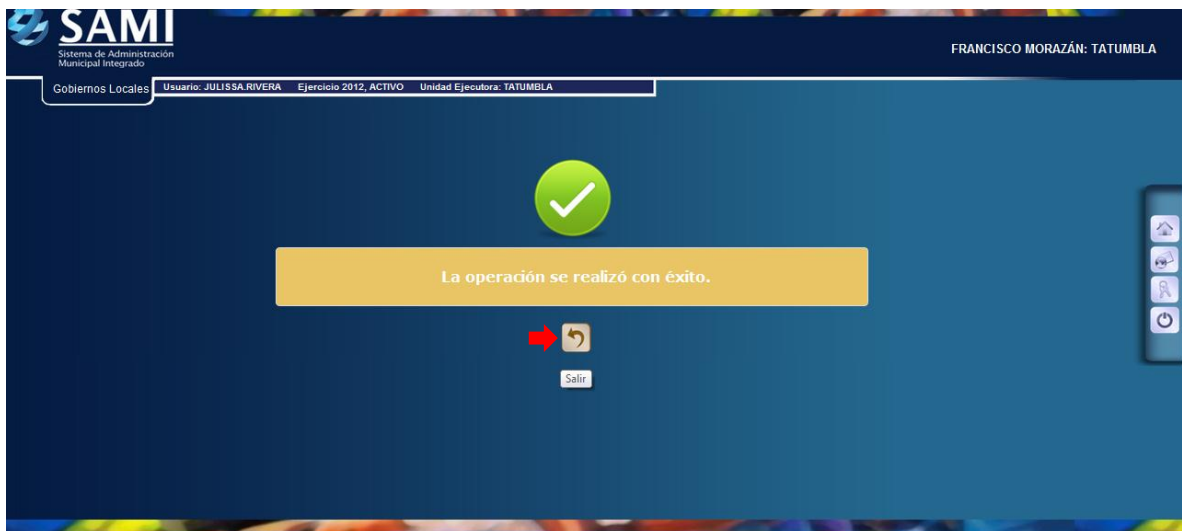 SAMI
Sistema de Administración
Municipal Integrado
FRANCISCO MORAZÁN: TATUMBLA
Gobiernos Locales
Usuario: JULISSA.RIVERA Ejercicio 2012, ACTIVO Unidad Ejecutora: TATUMBLA
La operación se realizó con éxito.
Salir